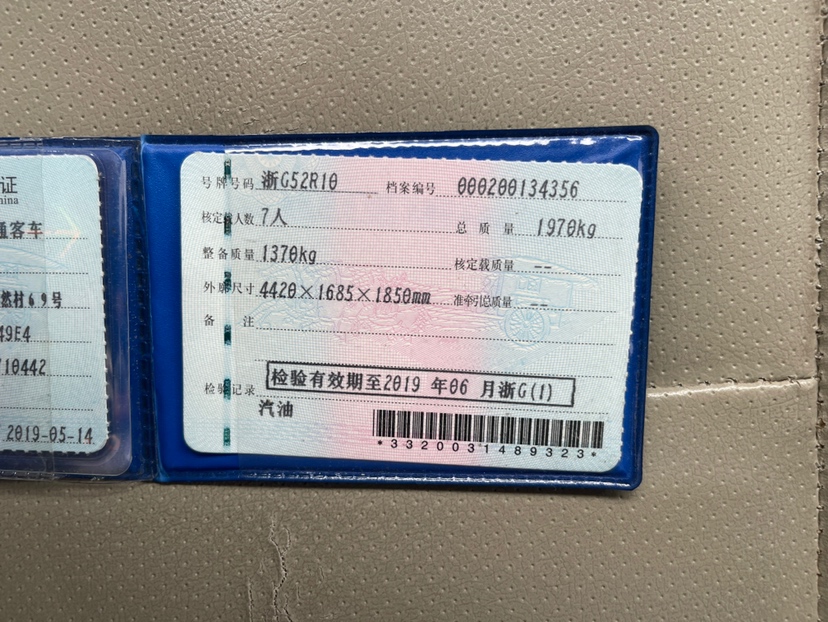 证
China
通客车
然村69号
49E4
710442
2019-05-14
号牌号码 浙G52R10 档案编号 000200134356
核定载人数 7人 总质量 1970kg
整备质量 1370kg 核定载质量 --
外廓尺寸 4420×1685×1850mm 准牵引总质量 --
备注
检验记录 检验有效期至2019年06月浙G(1)
汽油
*3320031489323*